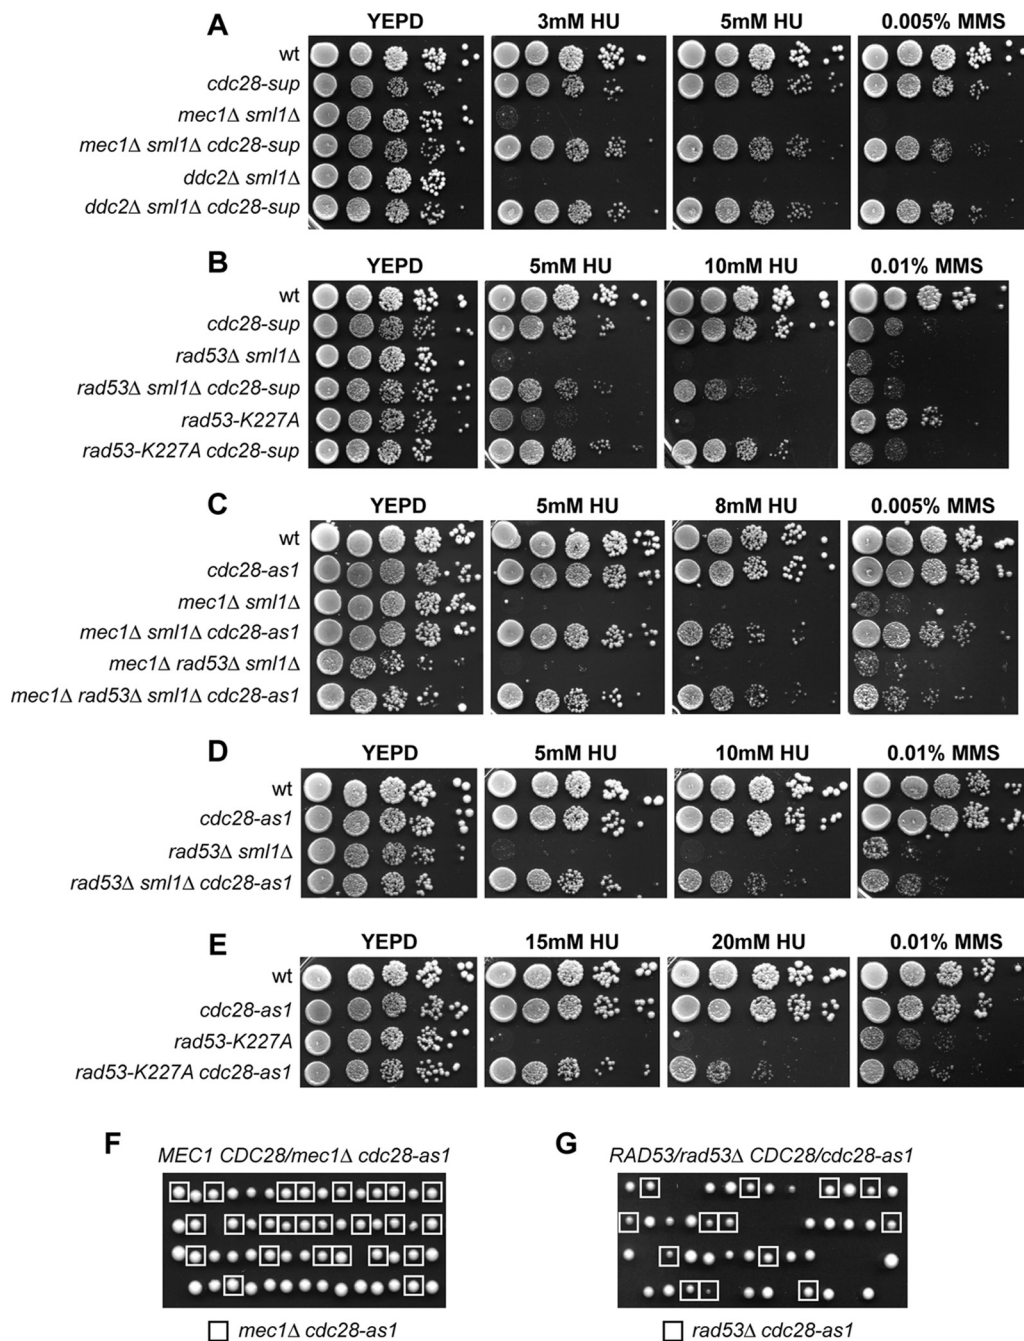 A
YEPD 3mM HU 5mM HU 0.005% MMS
wt
cdc28-sup
mec1Δ sml1Δ
mec1Δ sml1Δ cdc28-sup
ddc2Δ sml1Δ
ddc2Δ sml1Δ cdc28-sup
B
YEPD 5mM HU 10mM HU 0.01% MMS
wt
cdc28-sup
rad53Δ sml1Δ
rad53Δ sml1Δ cdc28-sup
rad53-K227A
rad53-K227A cdc28-sup
C
YEPD 5mM HU 8mM HU 0.005% MMS
wt
cdc28-as1
mec1Δ sml1Δ
mec1Δ sml1Δ cdc28-as1
mec1Δ rad53Δ sml1Δ
mec1Δ rad53Δ sml1Δ cdc28-as1
D
YEPD 5mM HU 10mM HU 0.01% MMS
wt
cdc28-as1
rad53Δ sml1Δ
rad53Δ sml1Δ cdc28-as1
E
YEPD 15mM HU 20mM HU 0.01% MMS
wt
cdc28-as1
rad53-K227A
rad53-K227A cdc28-as1
F
MEC1 CDC28/mec1Δ cdc28-as1
mec1Δ cdc28-as1
G
RAD53/rad53Δ CDC28/cdc28-as1
rad53Δ cdc28-as1